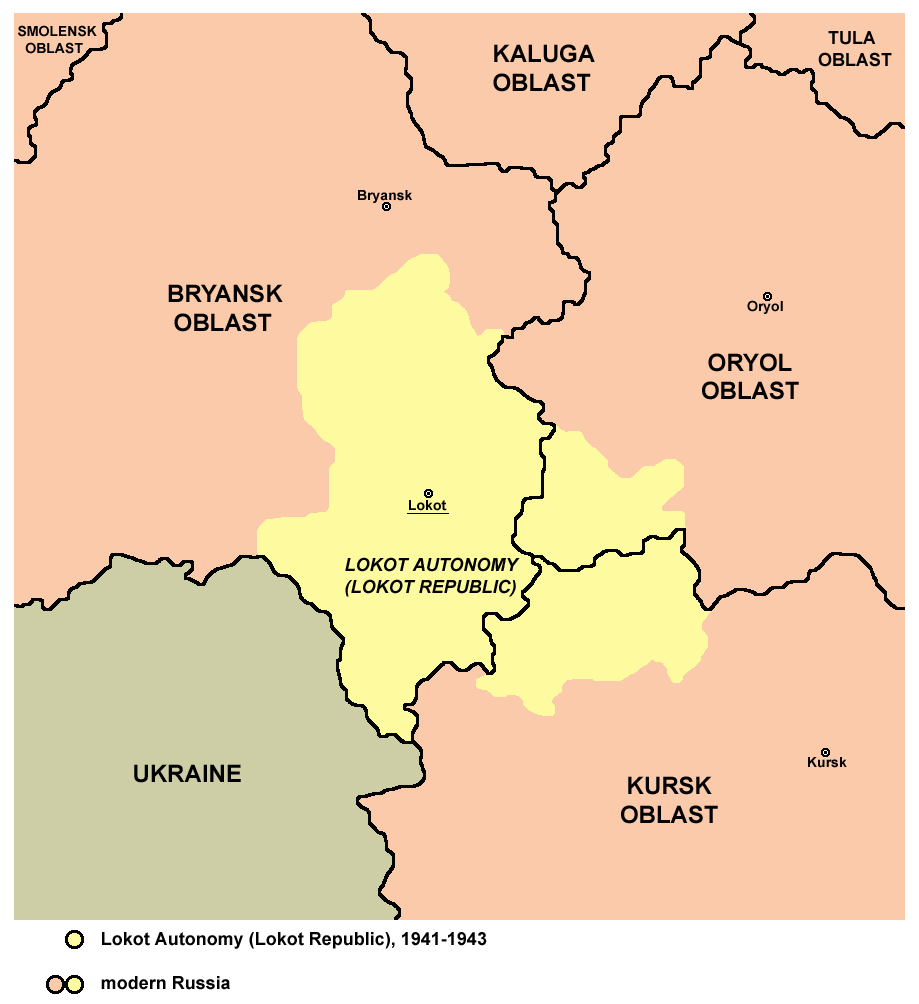 SMOLENSK
OBLAST
KALUGA
OBLAST
TULA
OBLAST
Bryansk
BRYANSK
OBLAST
Oryol
ORYOL
OBLAST
Lokot
LOKOT AUTONOMY
(LOKOT REPUBLIC)
UKRAINE
Kursk
KURSK
OBLAST
Lokot Autonomy (Lokot Republic), 1941-1943
modern Russia